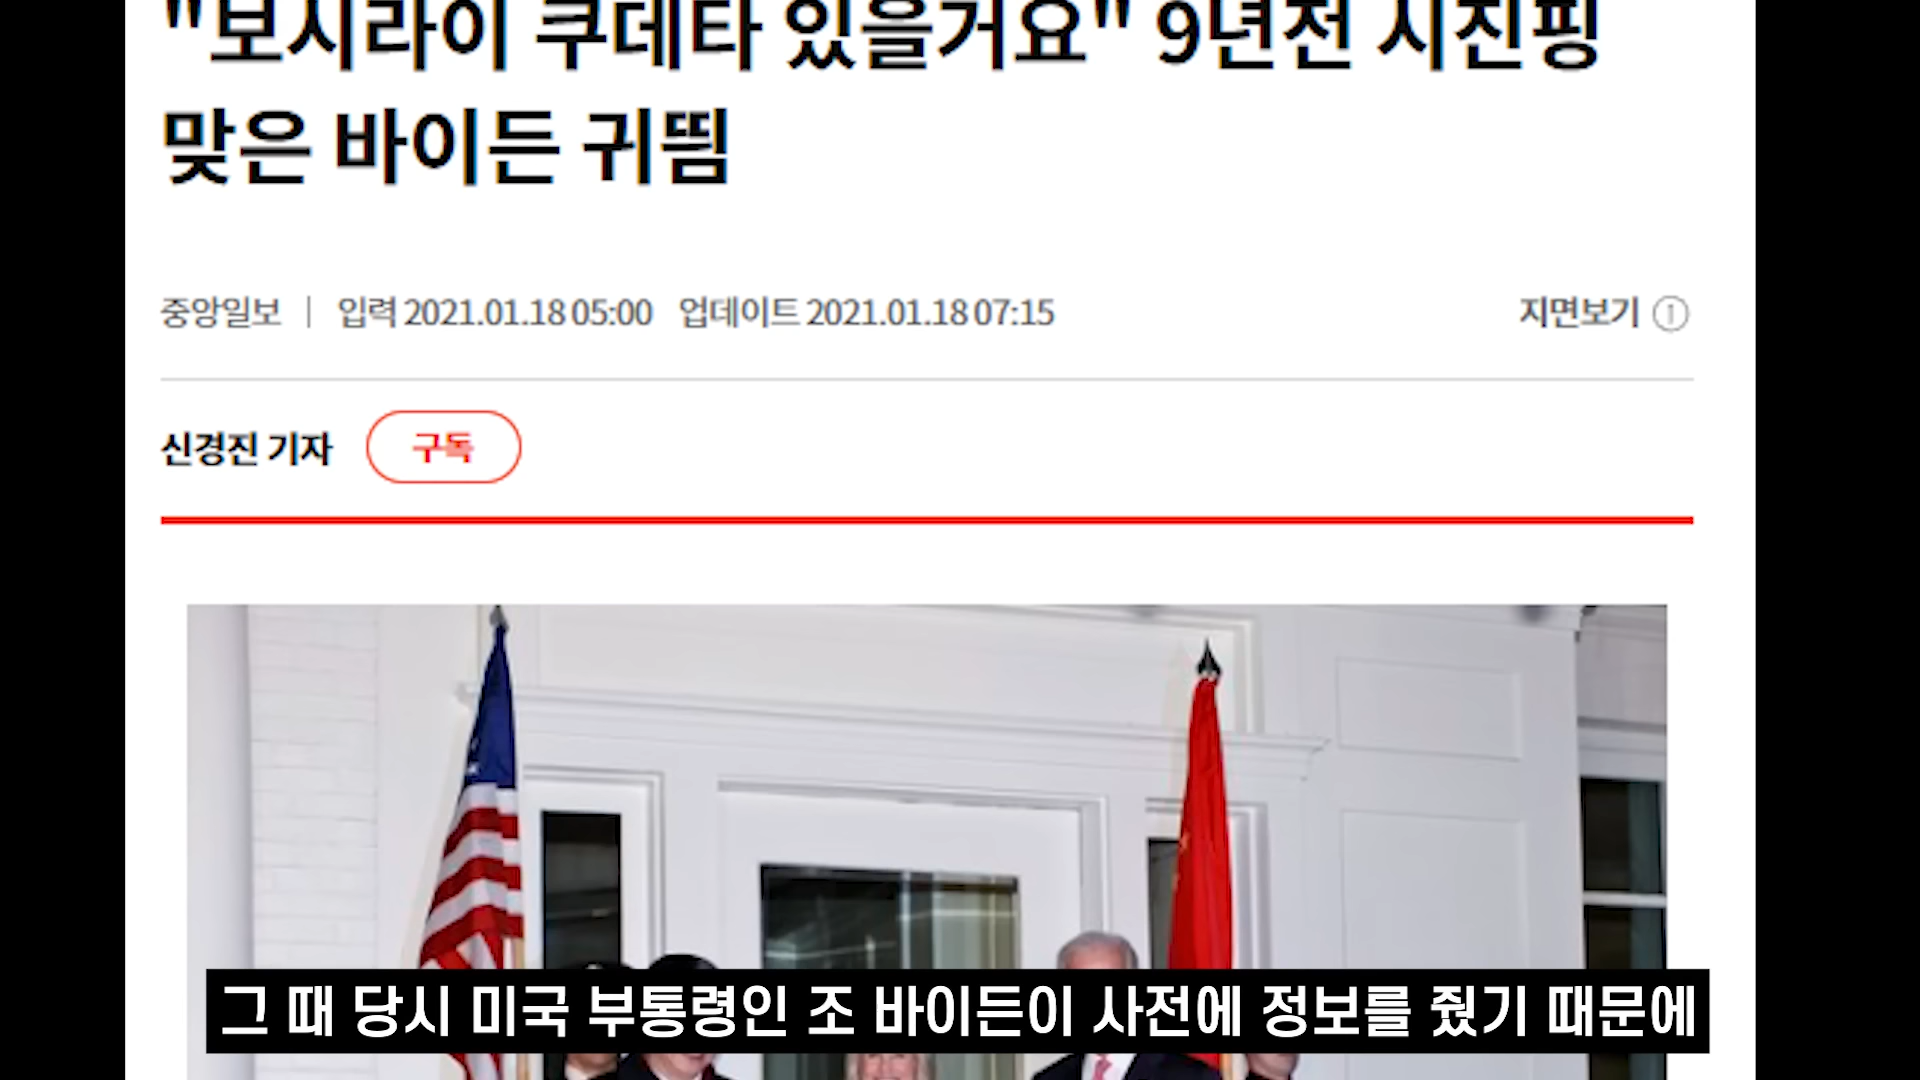 "보시라이 쿠데타 있을거요" 9년전 시진핑
맞은 바이든 귀띔
중앙일보 | 입력 2021.01.18 05:00 업데이트 2021.01.18 07:15 지면보기 ①
신경진 기자 구독
그 때 당시 미국 부통령인 조 바이든이 사전에 정보를 줬기 때문에